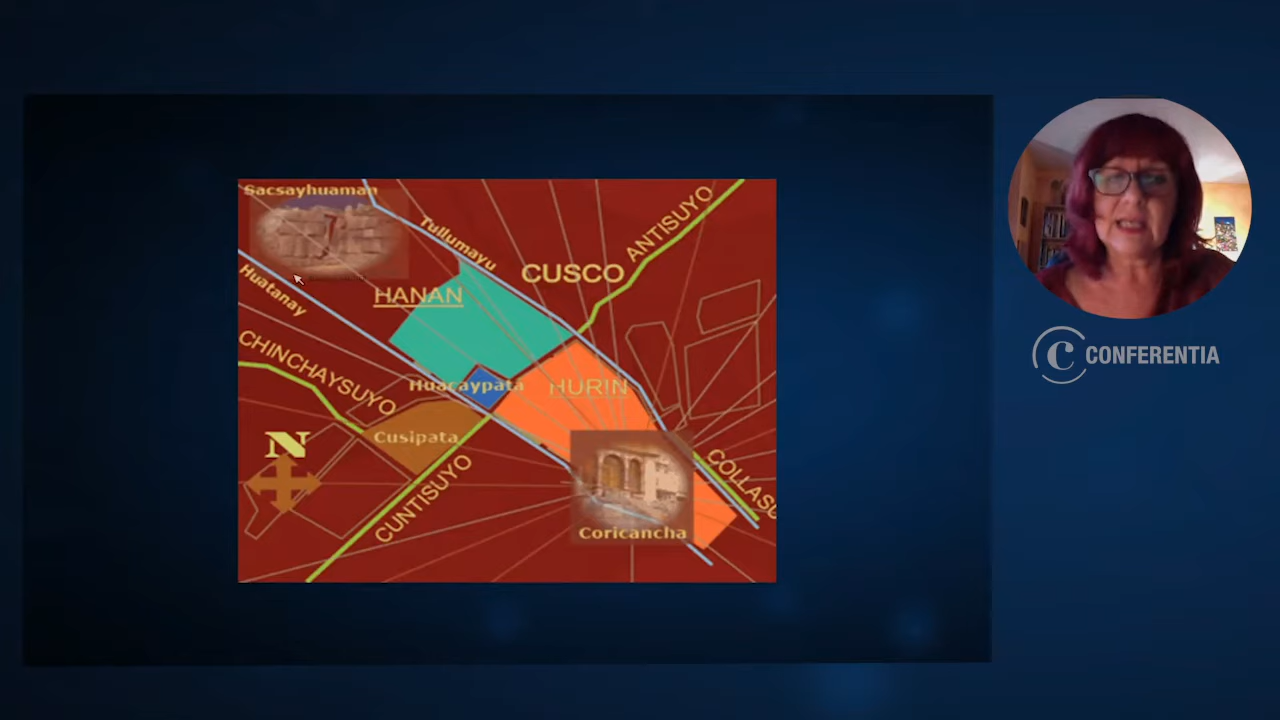 Sacsayhuaman
Tullumayu
ANTISUYO
CUSCO
Huatanay
HANAN
CHINCHAYSUYO
Huacaypata
HURIN
Cusipata
N
CUNTISUYO
COLLASU
Coricancha
C CONFERENTIA